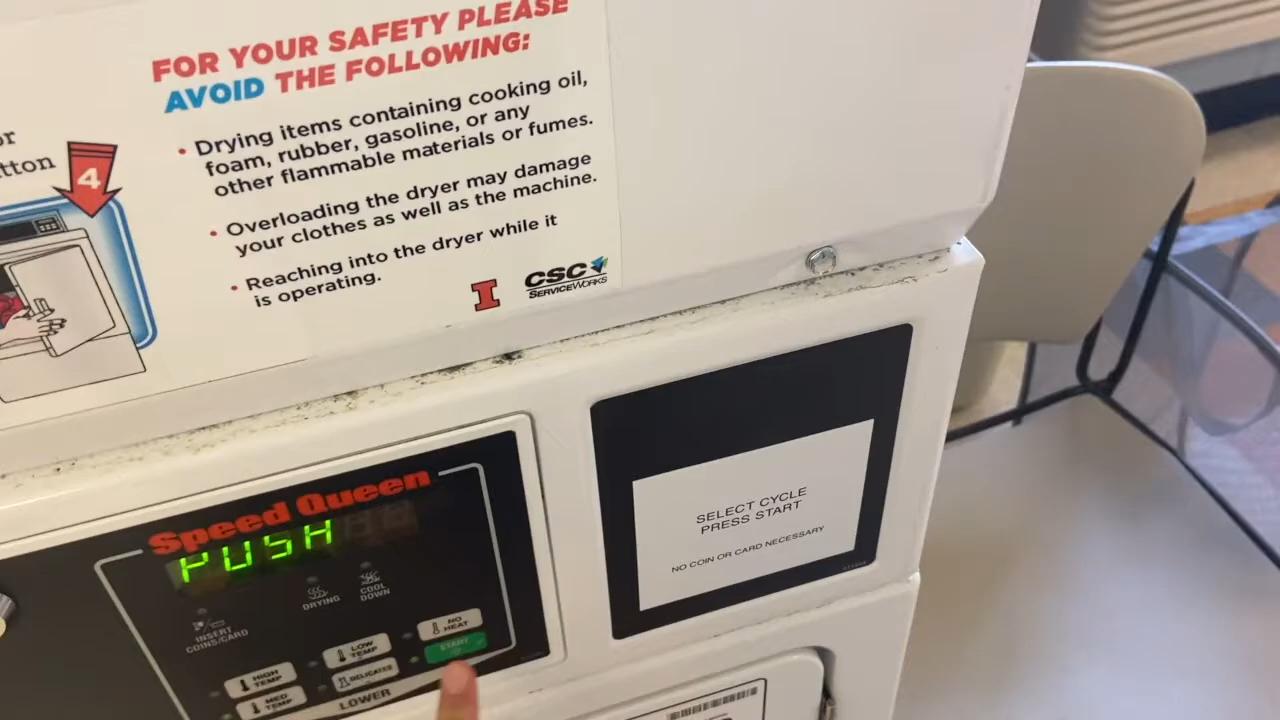 FOR YOUR SAFETY PLEASE
AVOID THE FOLLOWING:
• Drying items containing cooking oil,
foam, rubber, gasoline, or any
other flammable materials or fumes.
• Overloading the dryer may damage
your clothes as well as the machine.
• Reaching into the dryer while it
is operating.
I
CSC
SERVICEWORKS
4
Speed Queen
PUSH
DRYING
COOL
DOWN
INSERT
COINS/CARD
NO
HEAT
LOW
TEMP
START
HIGH
TEMP
DELICATES
MED
TEMP
LOWER
SELECT CYCLE
PRESS START
NO COIN OR CARD NECESSARY